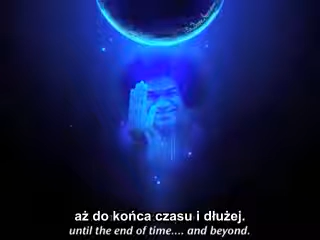 aż do końca czasu i dłużej.
until the end of time.... and beyond.